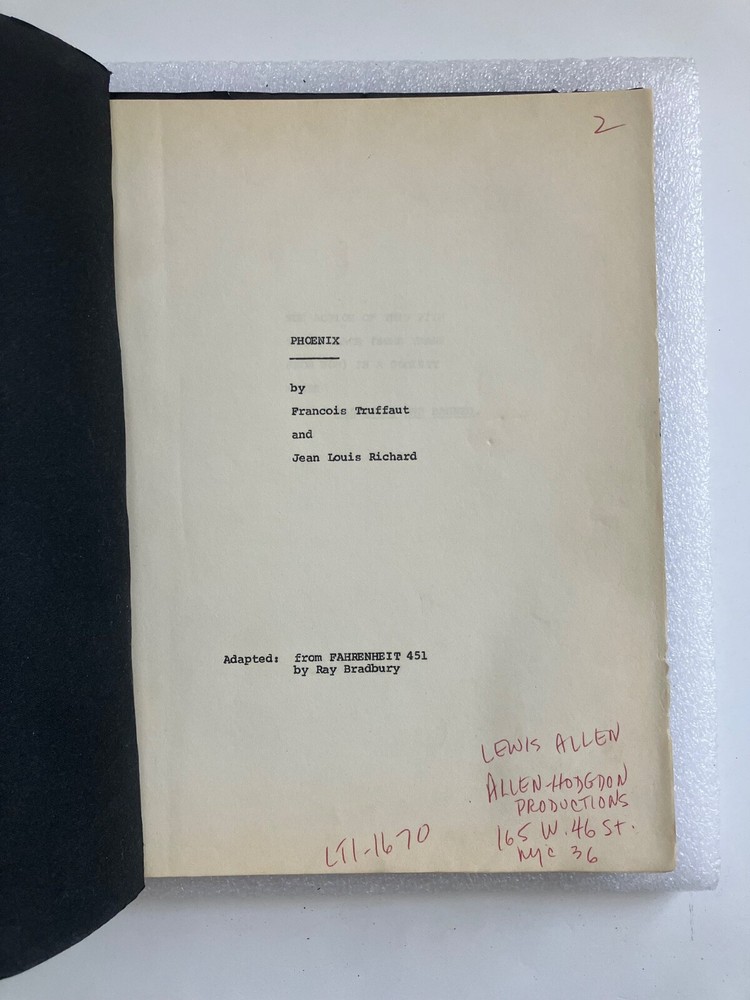 2
PHOENIX
by
Francois Truffaut
and
Jean Louis Richard
Adapted: from FAHRENHEIT 451
by Ray Bradbury
LEWIS ALLEN
ALLEN-HODGDON
PRODUCTIONS
165 W. 46 St.
NYC 36
LT1-1670